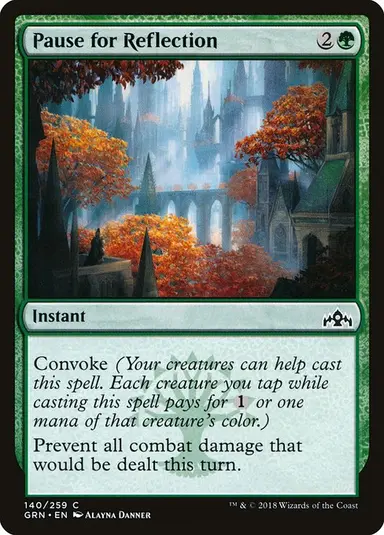 Pause for Reflection 2
Instant
Convoke (Your creatures can help cast
this spell. Each creature you tap while
casting this spell pays for 1 or one
mana of that creature's color.)
Prevent all combat damage that
would be dealt this turn.
140/259 C
GRN • EN Alayna Danner
™ & © 2018 Wizards of the Coast